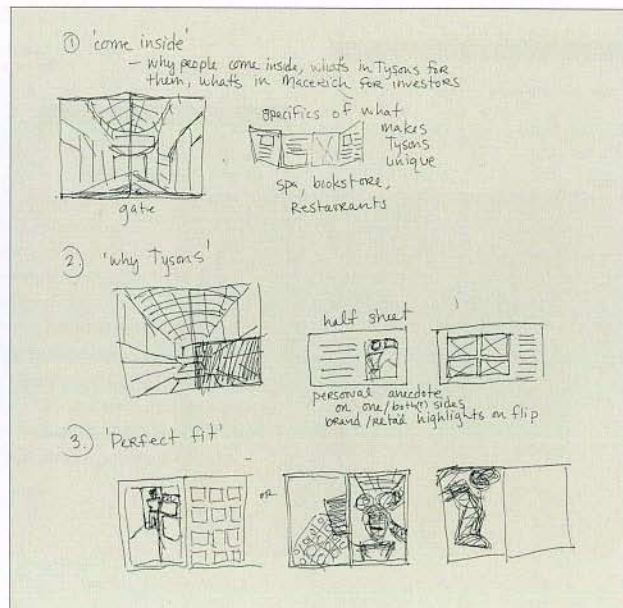 ① 'come inside'
– why people come inside, what's in Tysons for
them, what's in Macerich for investors
specifics of what
makes
Tysons
unique
gate
spa, bookstore,
Restaurants
2. 'why Tysons'
half sheet
personal anecdote
on one/both(?) sides
brand/retail highlights on flip
3. 'Perfect fit'
OR